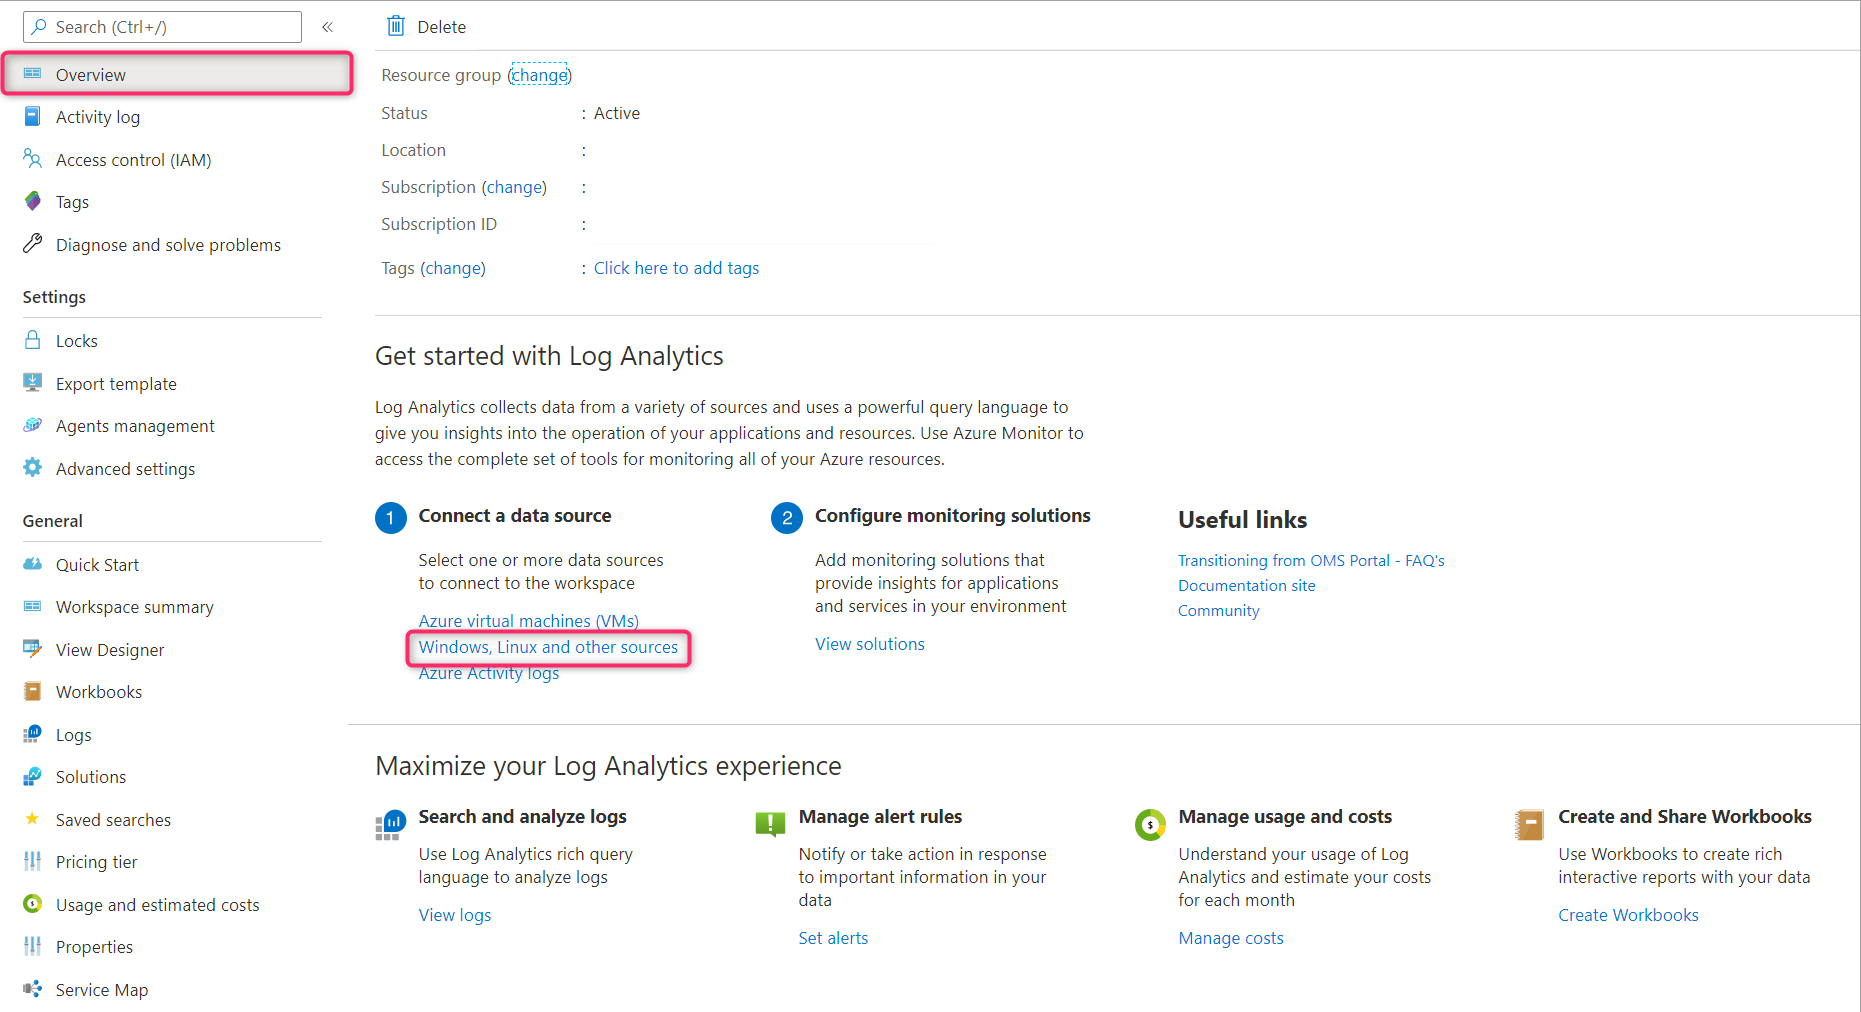 Search (Ctrl+/)
«
Overview
Activity log
Access control (IAM)
Tags
Diagnose and solve problems
Settings
Locks
Export template
Agents management
Advanced settings
General
Quick Start
Workspace summary
View Designer
Workbooks
Logs
Solutions
Saved searches
Pricing tier
Usage and estimated costs
Properties
Service Map
Delete
Resource group (change)
Status : Active
Location :
Subscription (change) :
Subscription ID :
Tags (change) : Click here to add tags
Get started with Log Analytics
Log Analytics collects data from a variety of sources and uses a powerful query language to
give you insights into the operation of your applications and resources. Use Azure Monitor to
access the complete set of tools for monitoring all of your Azure resources.
1 Connect a data source
Select one or more data sources
to connect to the workspace
Azure virtual machines (VMs)
Windows, Linux and other sources
Azure Activity logs
2 Configure monitoring solutions
Add monitoring solutions that
provide insights for applications
and services in your environment
View solutions
Useful links
Transitioning from OMS Portal - FAQ's
Documentation site
Community
Maximize your Log Analytics experience
Search and analyze logs
Use Log Analytics rich query
language to analyze logs
View logs
Manage alert rules
Notify or take action in response
to important information in your
data
Set alerts
Manage usage and costs
Understand your usage of Log
Analytics and estimate your costs
for each month
Manage costs
Create and Share Workbooks
Use Workbooks to create rich
interactive reports with your data
Create Workbooks